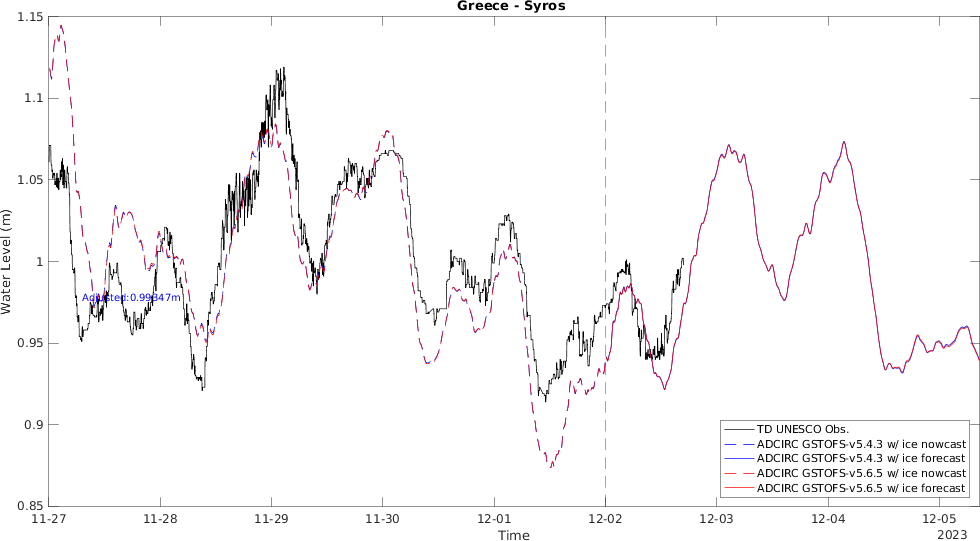 Greece - Syros
1.15
1.1
1.05
1
0.95
0.9
0.85
Water Level (m)
Adjusted:0.99347m
TD UNESCO Obs.
ADCIRC GSTOFS-v5.4.3 w/ ice nowcast
ADCIRC GSTOFS-v5.4.3 w/ ice forecast
ADCIRC GSTOFS-v5.6.5 w/ ice nowcast
ADCIRC GSTOFS-v5.6.5 w/ ice forecast
11-27 11-28 11-29 11-30 12-01 12-02 12-03 12-04 12-05
Time 2023